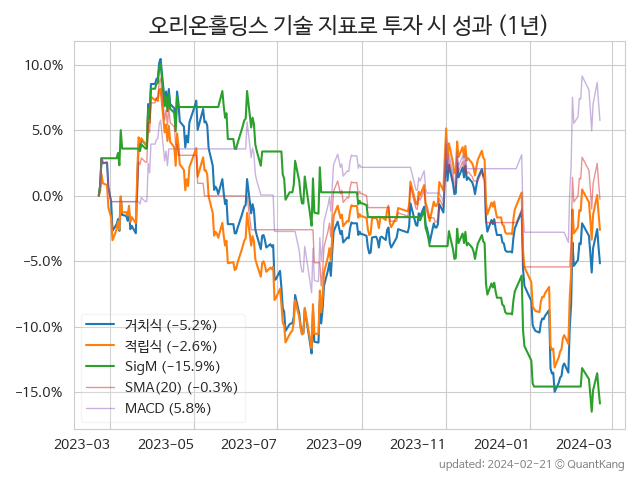 오리온홀딩스 기술 지표로 투자 시 성과 (1년)
10.0%
5.0%
0.0%
−5.0%
−10.0%
−15.0%
거치식 (−5.2%)
적립식 (−2.6%)
SigM (−15.9%)
SMA(20) (−0.3%)
MACD (5.8%)
2023-03 2023-05 2023-07 2023-09 2023-11 2024-01 2024-03
updated: 2024-02-21 © QuantKang